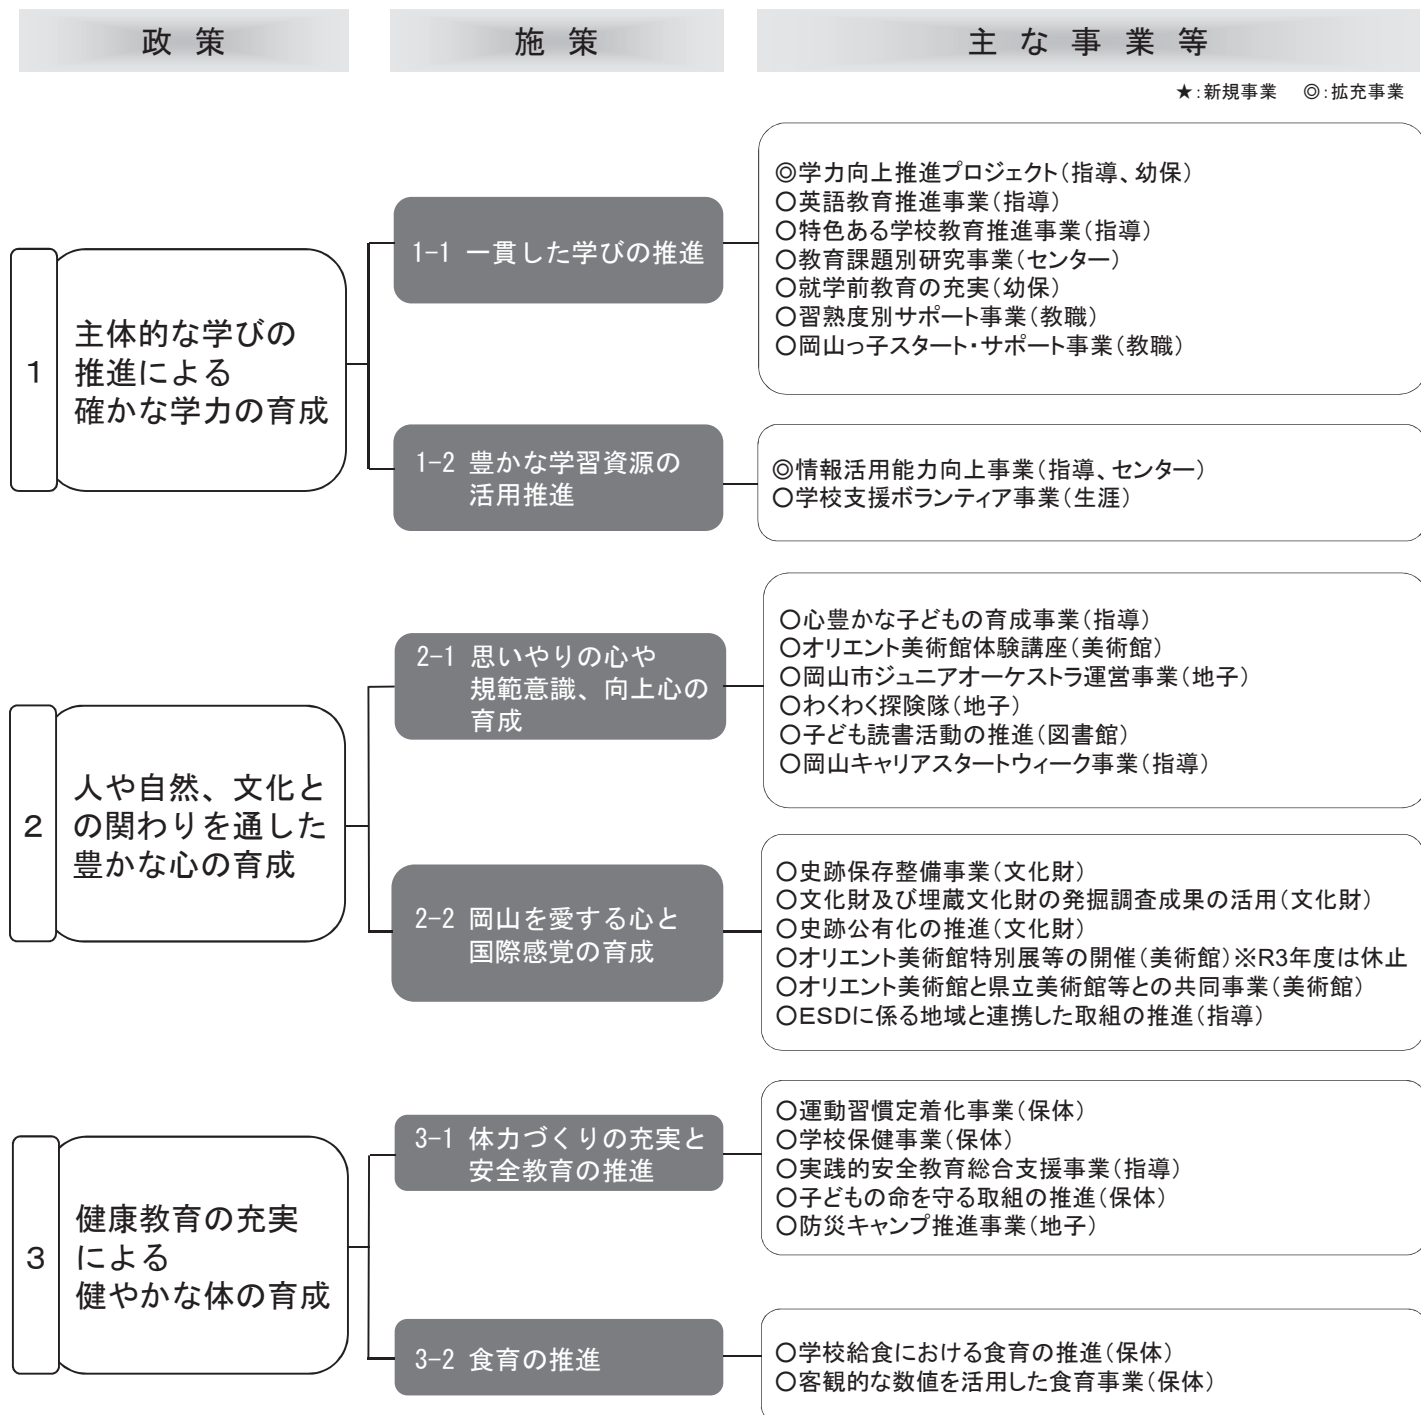 政策
施策
主な事業等
★:新規事業 ◎:拡充事業
1
主体的な学びの
推進による
確かな学力の育成
1-1 一貫した学びの推進
◎学力向上推進プロジェクト(指導、幼保)
○英語教育推進事業(指導)
○特色ある学校教育推進事業(指導)
○教育課題別研究事業(センター)
○就学前教育の充実(幼保)
○習熟度別サポート事業(教職)
○岡山っ子スタート・サポート事業(教職)
1-2 豊かな学習資源の
活用推進
◎情報活用能力向上事業(指導、センター)
○学校支援ボランティア事業(生涯)
2
人や自然、文化と
の関わりを通した
豊かな心の育成
2-1 思いやりの心や
規範意識、向上心の
育成
○心豊かな子どもの育成事業(指導)
○オリエント美術館体験講座(美術館)
○岡山市ジュニアオーケストラ運営事業(地子)
○わくわく探険隊(地子)
○子ども読書活動の推進(図書館)
○岡山キャリアスタートウィーク事業(指導)
2-2 岡山を愛する心と
国際感覚の育成
○史跡保存整備事業(文化財)
○文化財及び埋蔵文化財の発掘調査成果の活用(文化財)
○史跡公有化の推進(文化財)
○オリエント美術館特別展等の開催(美術館)※R3年度は休止
○オリエント美術館と県立美術館等との共同事業(美術館)
○ESDに係る地域と連携した取組の推進(指導)
3
健康教育の充実
による
健やかな体の育成
3-1 体力づくりの充実と
安全教育の推進
○運動習慣定着化事業(保体)
○学校保健事業(保体)
○実践的安全教育総合支援事業(指導)
○子どもの命を守る取組の推進(保体)
○防災キャンプ推進事業(地子)
3-2 食育の推進
○学校給食における食育の推進(保体)
○客観的な数値を活用した食育事業(保体)